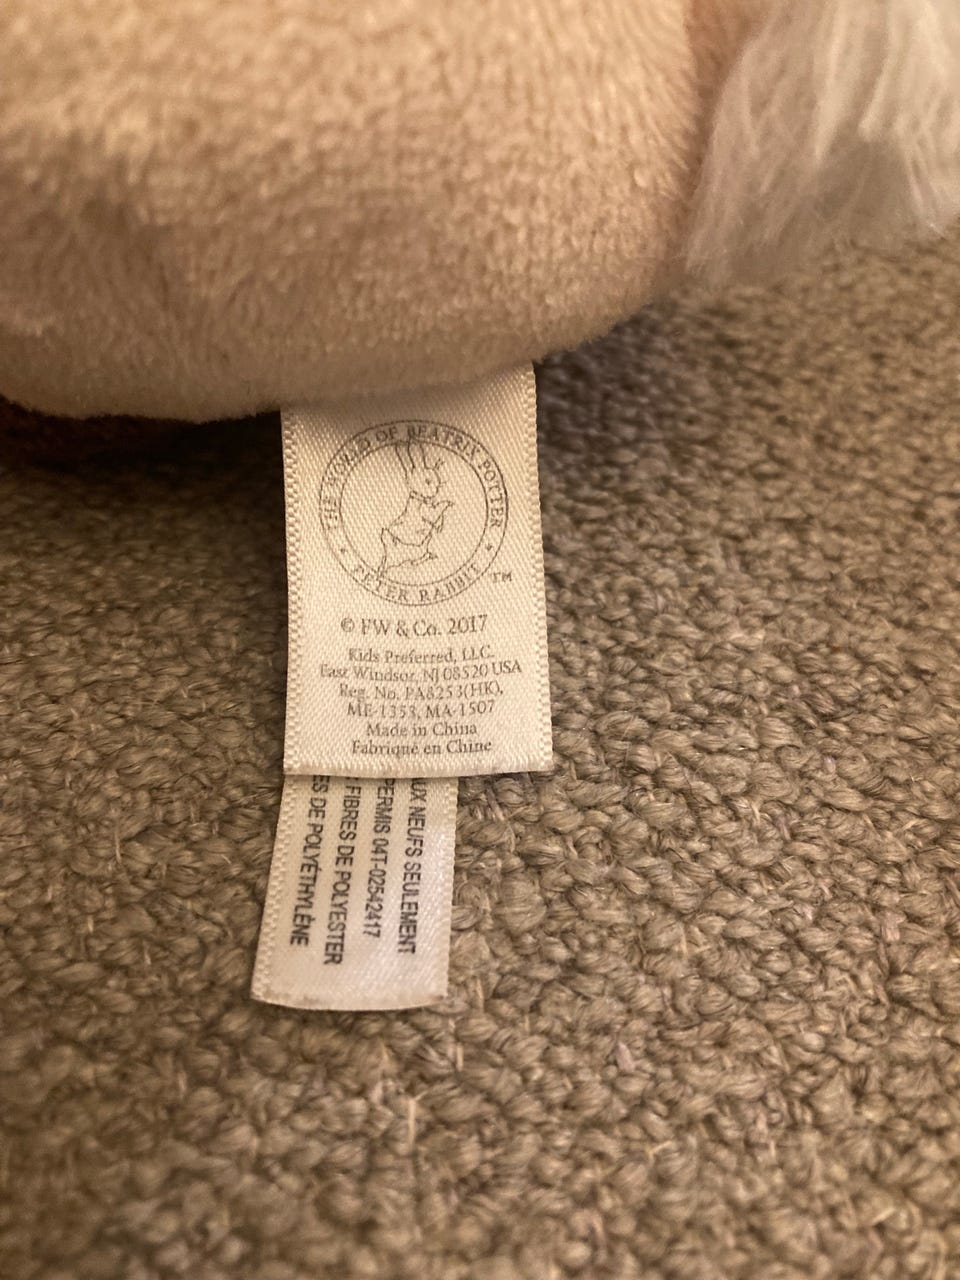 THE WORLD OF BEATRIX POTTER
PETER RABBIT
TM
© FW & Co. 2017
Kids Preferred, LLC.
East Windsor, NJ 08520 USA
Reg. No. PA8253(HK),
ME-1353, MA-1507
Made in China
Fabriqué en Chine
UX NEUFS SEULEMENT
PERMIS 04T-02542417
FIBRES DE POLYESTER
ES DE POLYÉTHYLÈNE